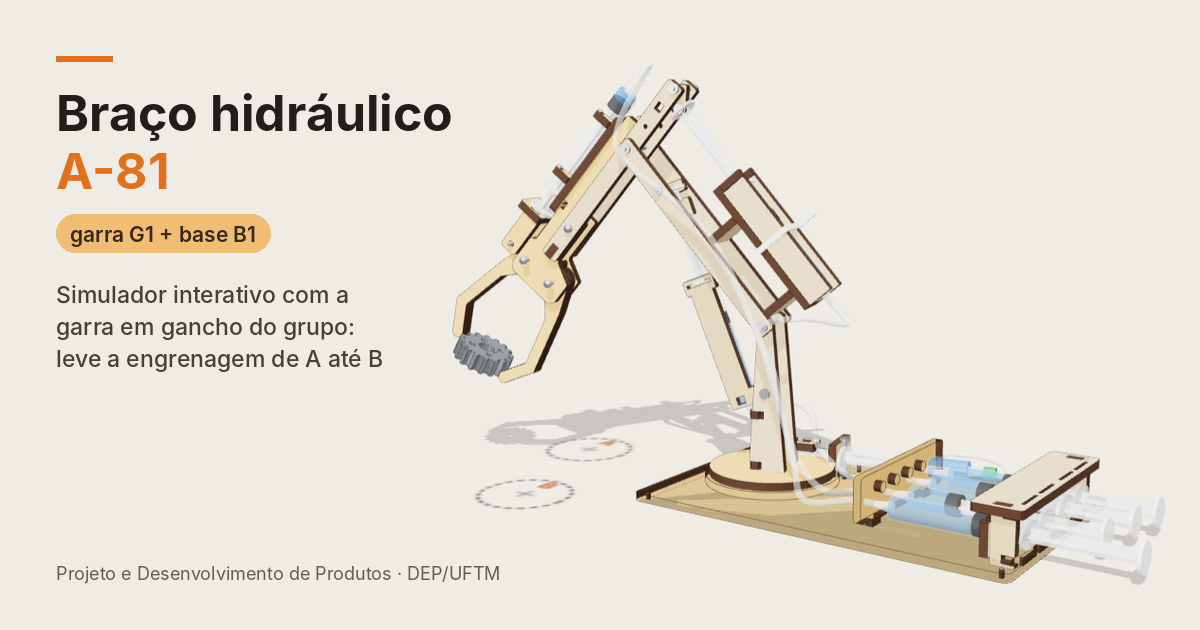 Braço hidráulico
A-81
garra G1 + base B1
Simulador interativo com a
garra em gancho do grupo:
leve a engrenagem de A até B
Projeto e Desenvolvimento de Produtos · DEP/UFTM